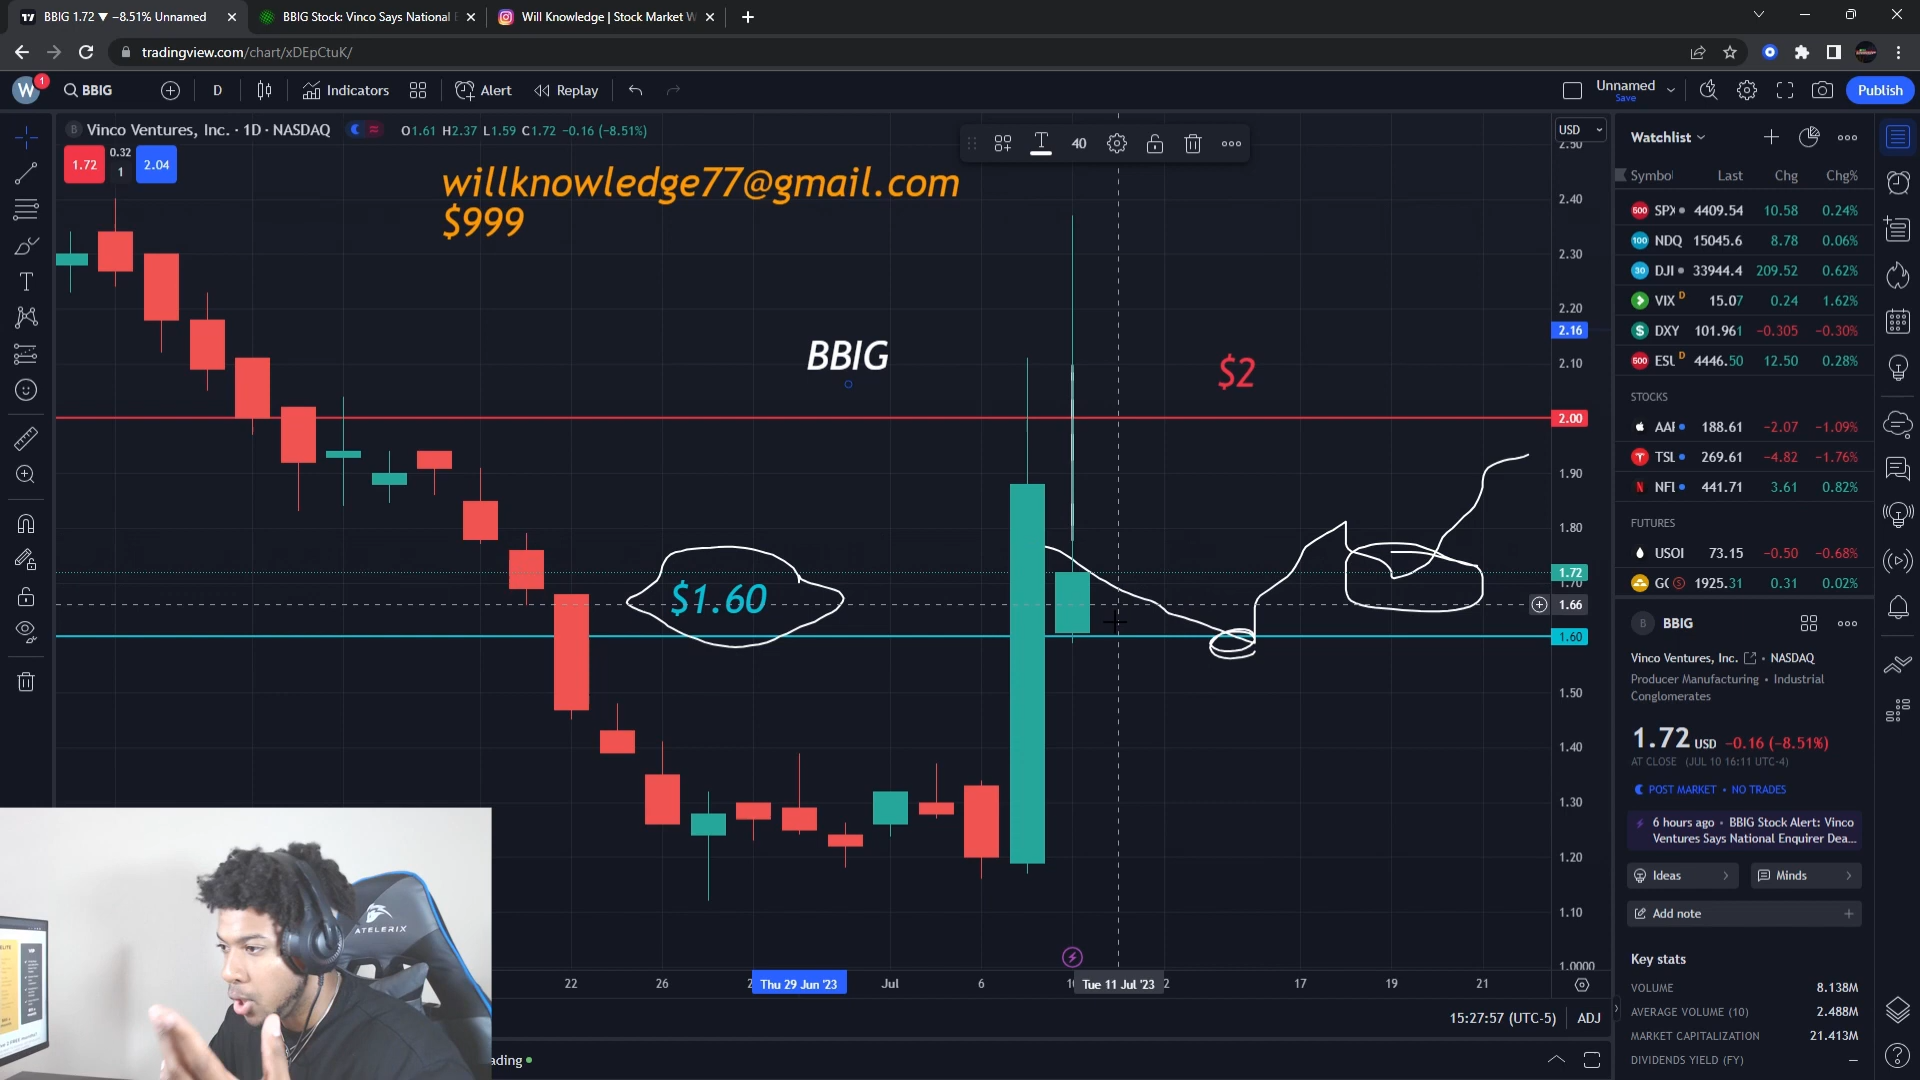 BBIG 1.72 ▼ −8.51% Unnamed
BBIG Stock: Vinco Says National E
Will Knowledge | Stock Market W
tradingview.com/chart/xDEpCtuK/
W 1
BBIG
D
Indicators
Alert
Replay
Unnamed
Save
Publish
B Vinco Ventures, Inc. · 1D · NASDAQ
O1.61 H2.37 L1.59 C1.72 −0.16 (−8.51%)
1.72
0.32
1
2.04
40
willknowledge77@gmail.com
$999
BBIG
$2
$1.60
USD
2.50
2.40
2.30
2.20
2.16
2.10
2.00
1.90
1.80
1.72
1.70
1.66
1.60
1.50
1.40
1.30
1.20
1.10
1.0000
22
26
Thu 29 Jun '23
Jul
6
Tue 11 Jul '23
17
19
21
15:27:57 (UTC-5)
ADJ
ading
ATELERIX
Watchlist
Symbol Last Chg Chg%
500 SPX 4409.54 10.58 0.24%
100 NDQ 15045.6 8.78 0.06%
30 DJI 33944.4 209.52 0.62%
VIX D 15.07 0.24 1.62%
$ DXY 101.961 −0.305 −0.30%
500 ES1 D 4446.50 12.50 0.28%
STOCKS
AAI 188.61 −2.07 −1.09%
TSL 269.61 −4.82 −1.76%
N NFI 441.71 3.61 0.82%
FUTURES
USOI 73.15 −0.50 −0.68%
GC 1925.31 0.31 0.02%
B BBIG
Vinco Ventures, Inc. • NASDAQ
Producer Manufacturing • Industrial
Conglomerates
1.72 USD −0.16 (−8.51%)
AT CLOSE (JUL 10 16:11 UTC-4)
POST MARKET • NO TRADES
6 hours ago • BBIG Stock Alert: Vinco
Ventures Says National Enquirer Dea...
Ideas
Minds
Add note
Key stats
VOLUME 8.138M
AVERAGE VOLUME (10) 2.488M
MARKET CAPITALIZATION 21.413M
DIVIDENDS YIELD (FY) —